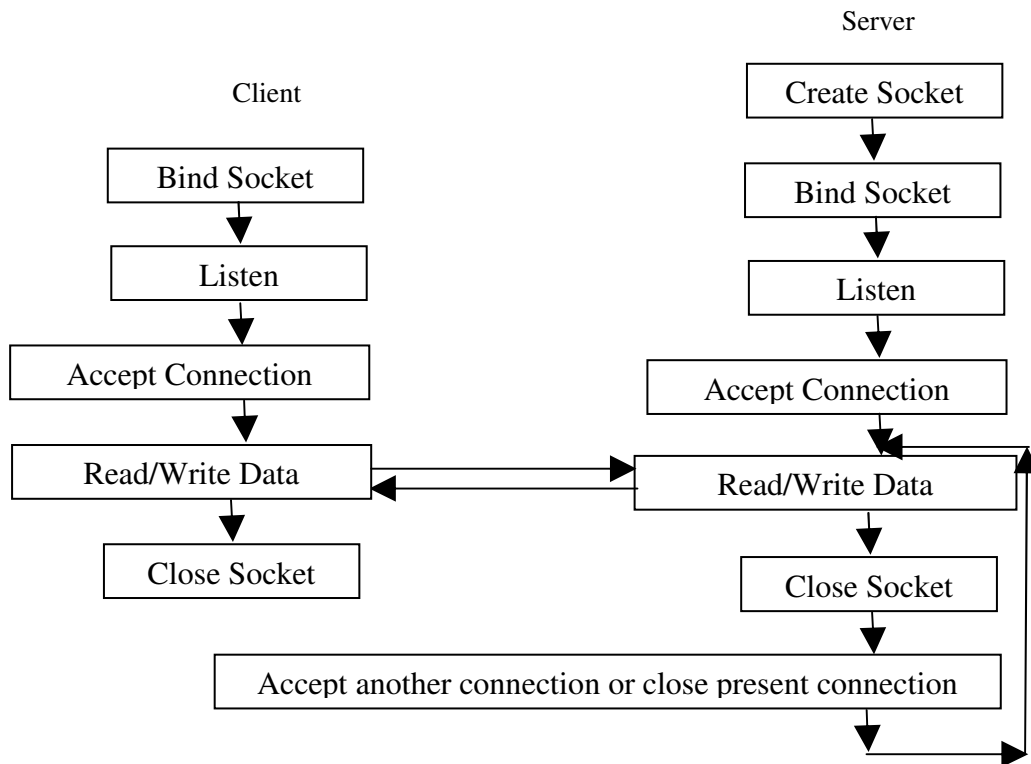 Server
Client
Create Socket
Bind Socket
Bind Socket
Listen
Listen
Accept Connection
Accept Connection
Read/Write Data
Read/Write Data
Close Socket
Close Socket
Accept another connection or close present connection